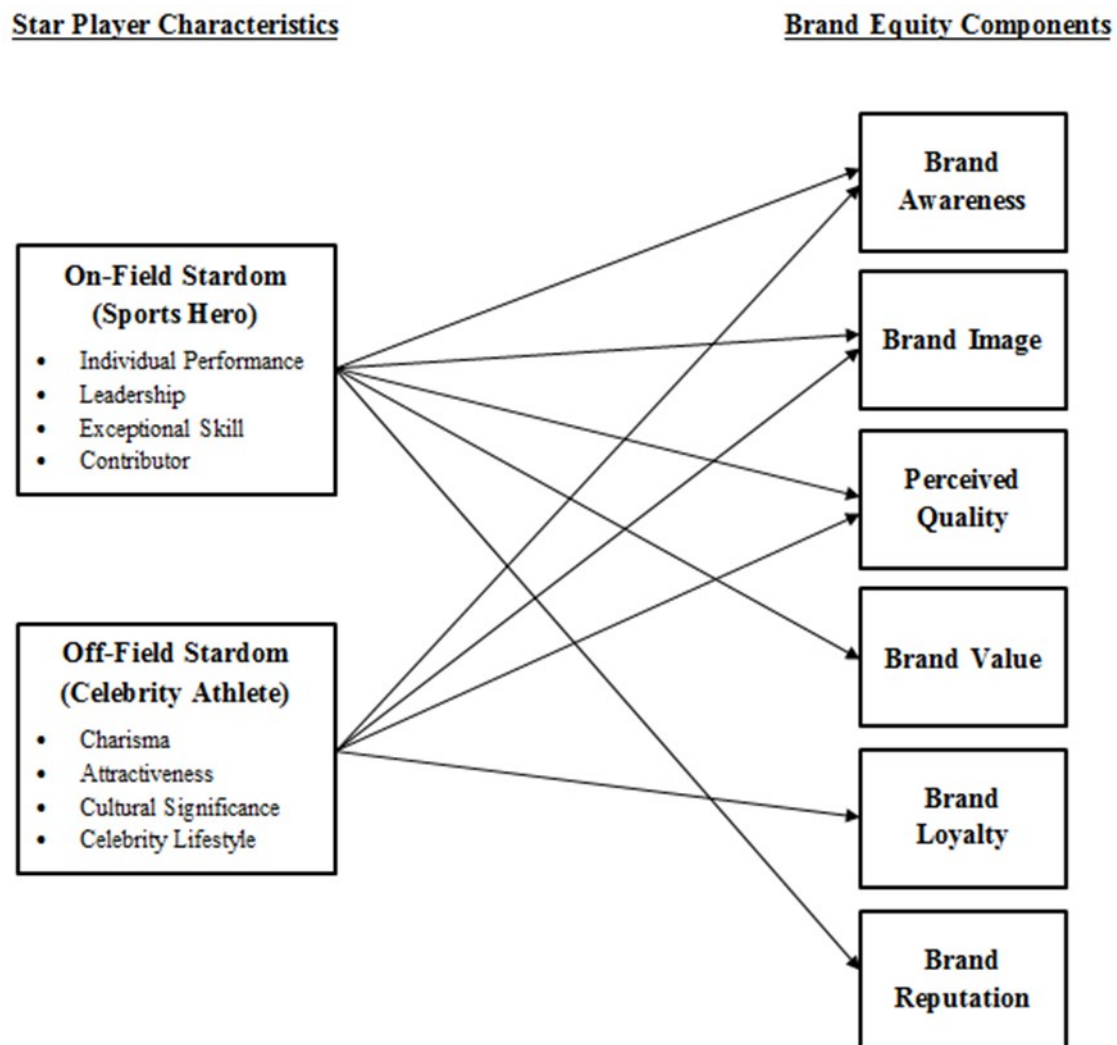 Star Player Characteristics
Brand Equity Components
On-Field Stardom
(Sports Hero)
• Individual Performance
• Leadership
• Exceptional Skill
• Contributor
Off-Field Stardom
(Celebrity Athlete)
• Charisma
• Attractiveness
• Cultural Significance
• Celebrity Lifestyle
Brand
Awareness
Brand Image
Perceived
Quality
Brand Value
Brand
Loyalty
Brand
Reputation